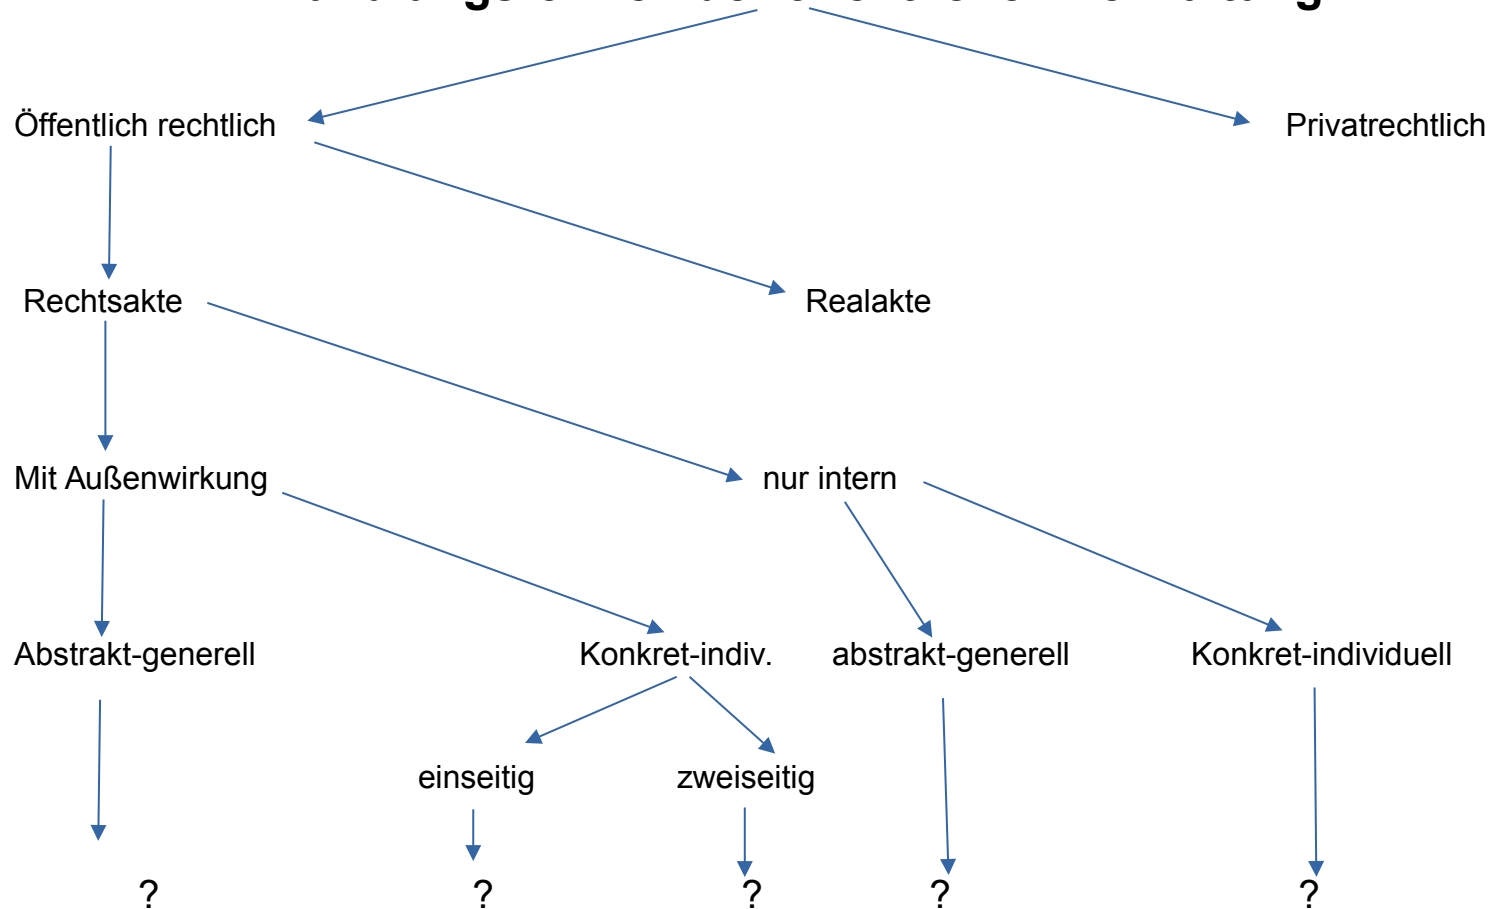 Öffentlich rechtlich
Privatrechtlich
Rechtsakte
Realakte
Mit Außenwirkung
nur intern
Abstrakt-generell
Konkret-indiv.
abstrakt-generell
Konkret-individuell
einseitig
zweiseitig
?
?
?
?
?